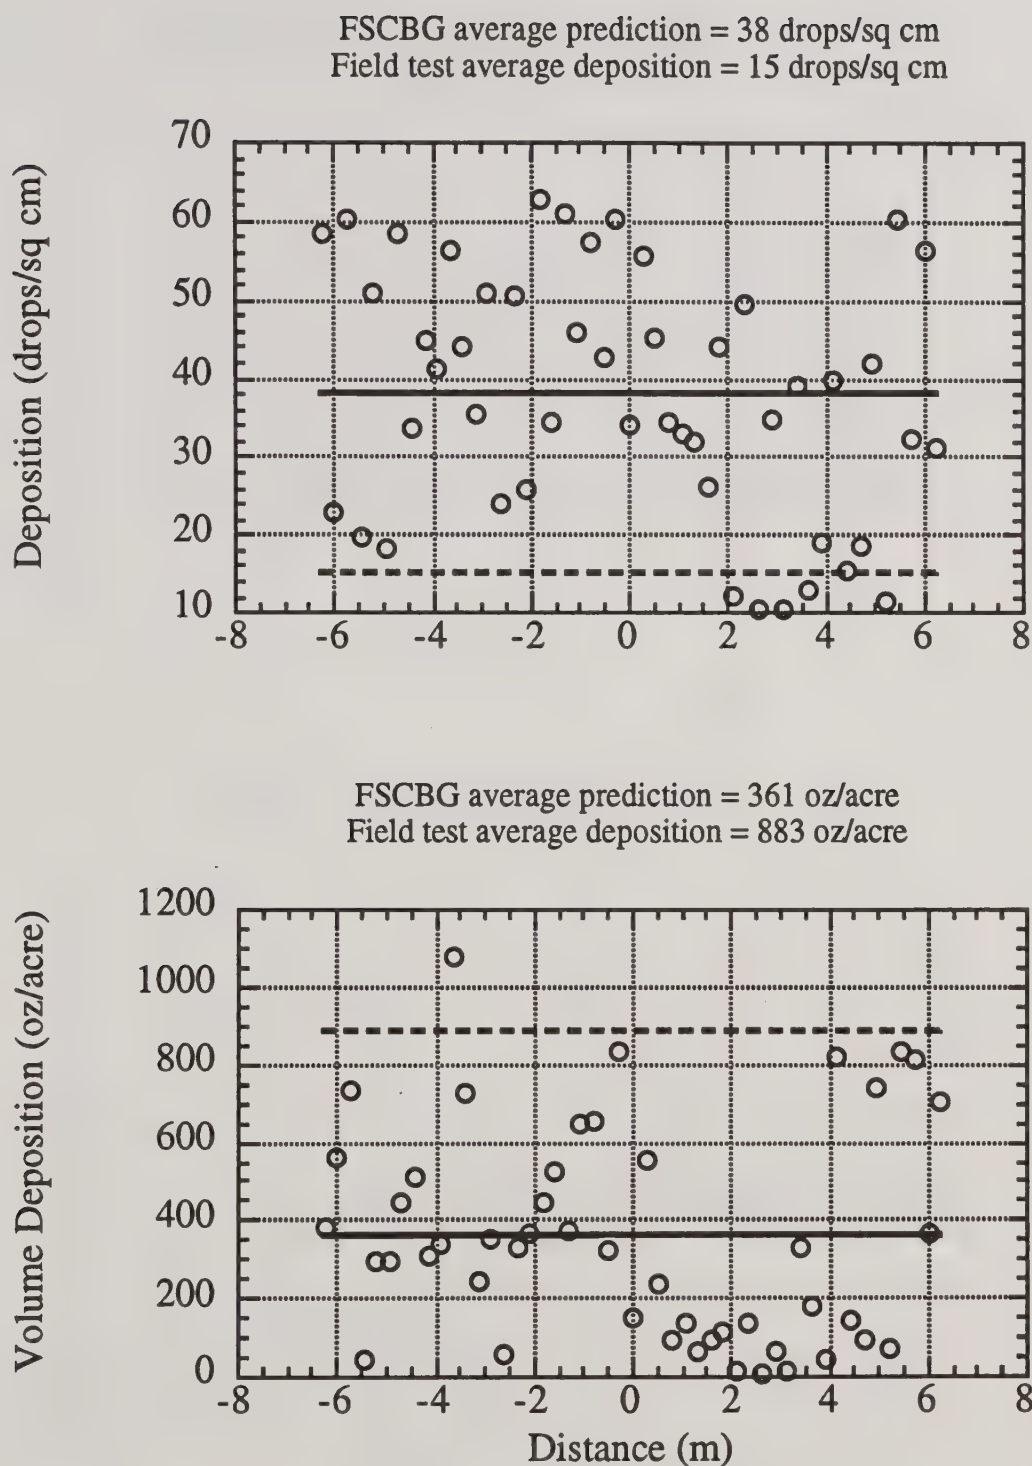 FSCBG average prediction = 38 drops/sq cm
Field test average deposition = 15 drops/sq cm
Deposition (drops/sq cm)
70
60
50
40
30
20
10
-8 -6 -4 -2 0 2 4 6 8
FSCBG average prediction = 361 oz/acre
Field test average deposition = 883 oz/acre
Volume Deposition (oz/acre)
1200
1000
800
600
400
200
0
-8 -6 -4 -2 0 2 4 6 8
Distance (m)